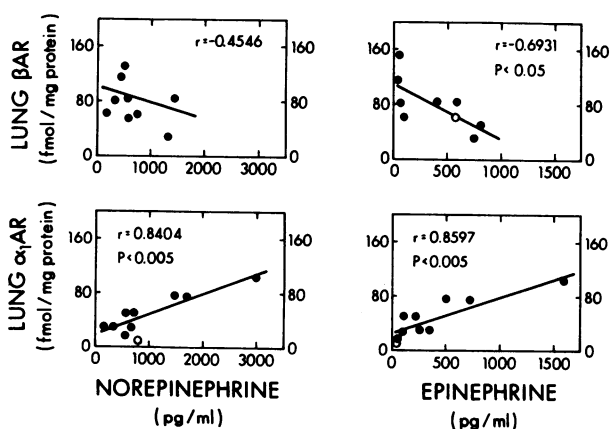 LUNG βAR
(fmol/mg protein)
160
80
0
r=-0.4546
160
80
0
0
1000
2000
3000
160
80
0
r=-0.6931
P<0.05
160
80
0
0
500
1000
1500
LUNG α₁AR
(fmol/mg protein)
160
80
0
r=0.8404
P<0.005
160
80
0
0
1000
2000
3000
NOREPINEPHRINE
(pg/ml)
160
80
0
r=0.8597
P<0.005
160
80
0
0
500
1000
1500
EPINEPHRINE
(pg/ml)